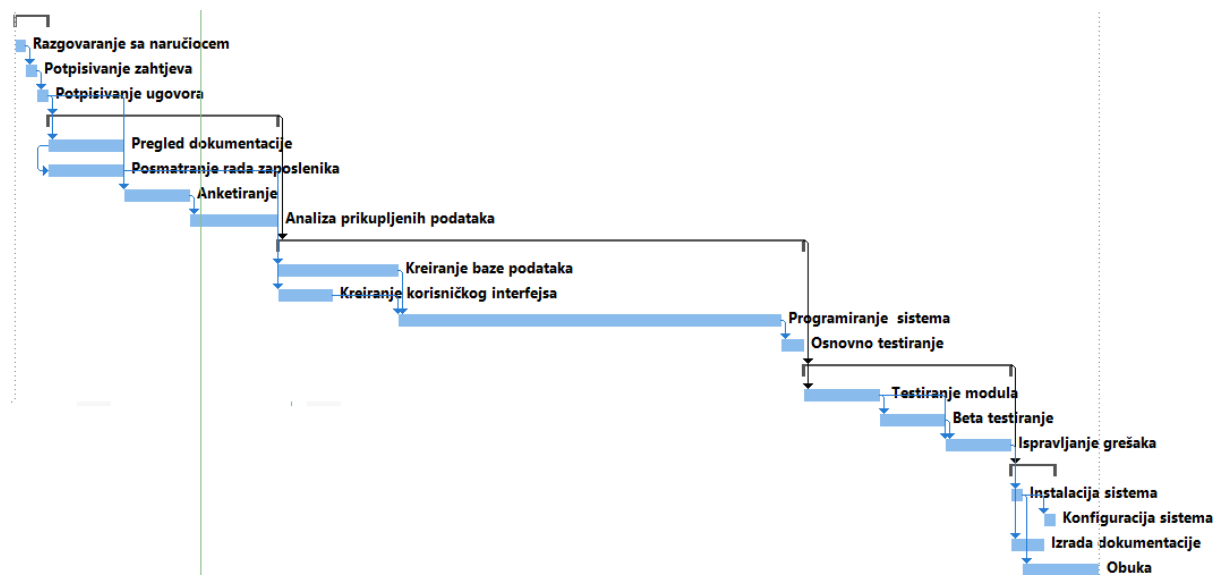 Razgovaranje sa naručiocem
Potpisivanje zahtjeva
Potpisivanje ugovora
Pregled dokumentacije
Posmatranje rada zaposlenika
Anketiranje
Analiza prikupljenih podataka
Kreiranje baze podataka
Kreiranje korisničkog interfejsa
Programiranje sistema
Osnovno testiranje
Testiranje modula
Beta testiranje
Ispravljanje grešaka
Instalacija sistema
Konfiguracija sistema
Izrada dokumentacije
Obuka